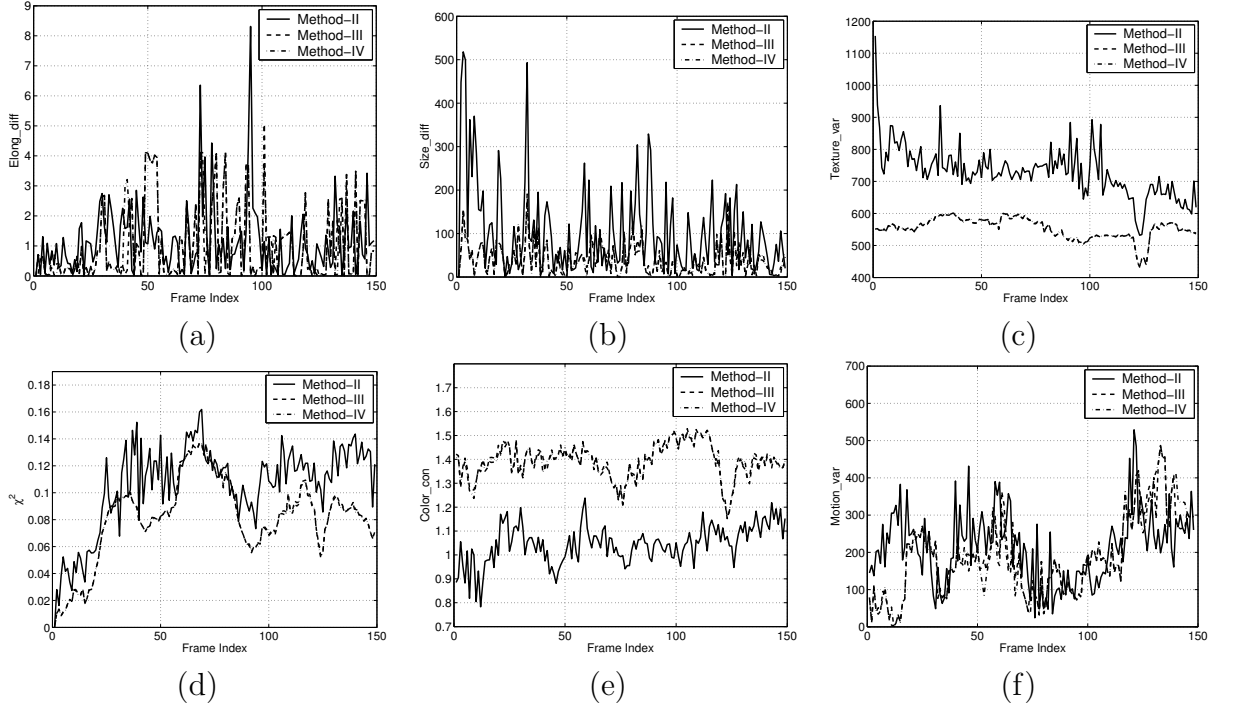 9
8
7
6
5
4
3
2
1
0
0
50
100
150
Elong_diff
Frame Index
Method-II
Method-III
Method-IV
(a)
600
500
400
300
200
100
0
0
50
100
150
Size_diff
Frame Index
Method-II
Method-III
Method-IV
(b)
1200
1100
1000
900
800
700
600
500
400
0
50
100
150
Texture_var
Frame Index
Method-II
Method-III
Method-IV
(c)
0.18
0.16
0.14
0.12
0.1
0.08
0.06
0.04
0.02
0
0
50
100
150
χ²
Frame Index
Method-II
Method-III
Method-IV
(d)
1.7
1.6
1.5
1.4
1.3
1.2
1.1
1
0.9
0.8
0.7
0
50
100
150
Color_con
Frame Index
Method-II
Method-III
Method-IV
(e)
700
600
500
400
300
200
100
0
0
50
100
150
Motion_var
Frame Index
Method-II
Method-III
Method-IV
(f)